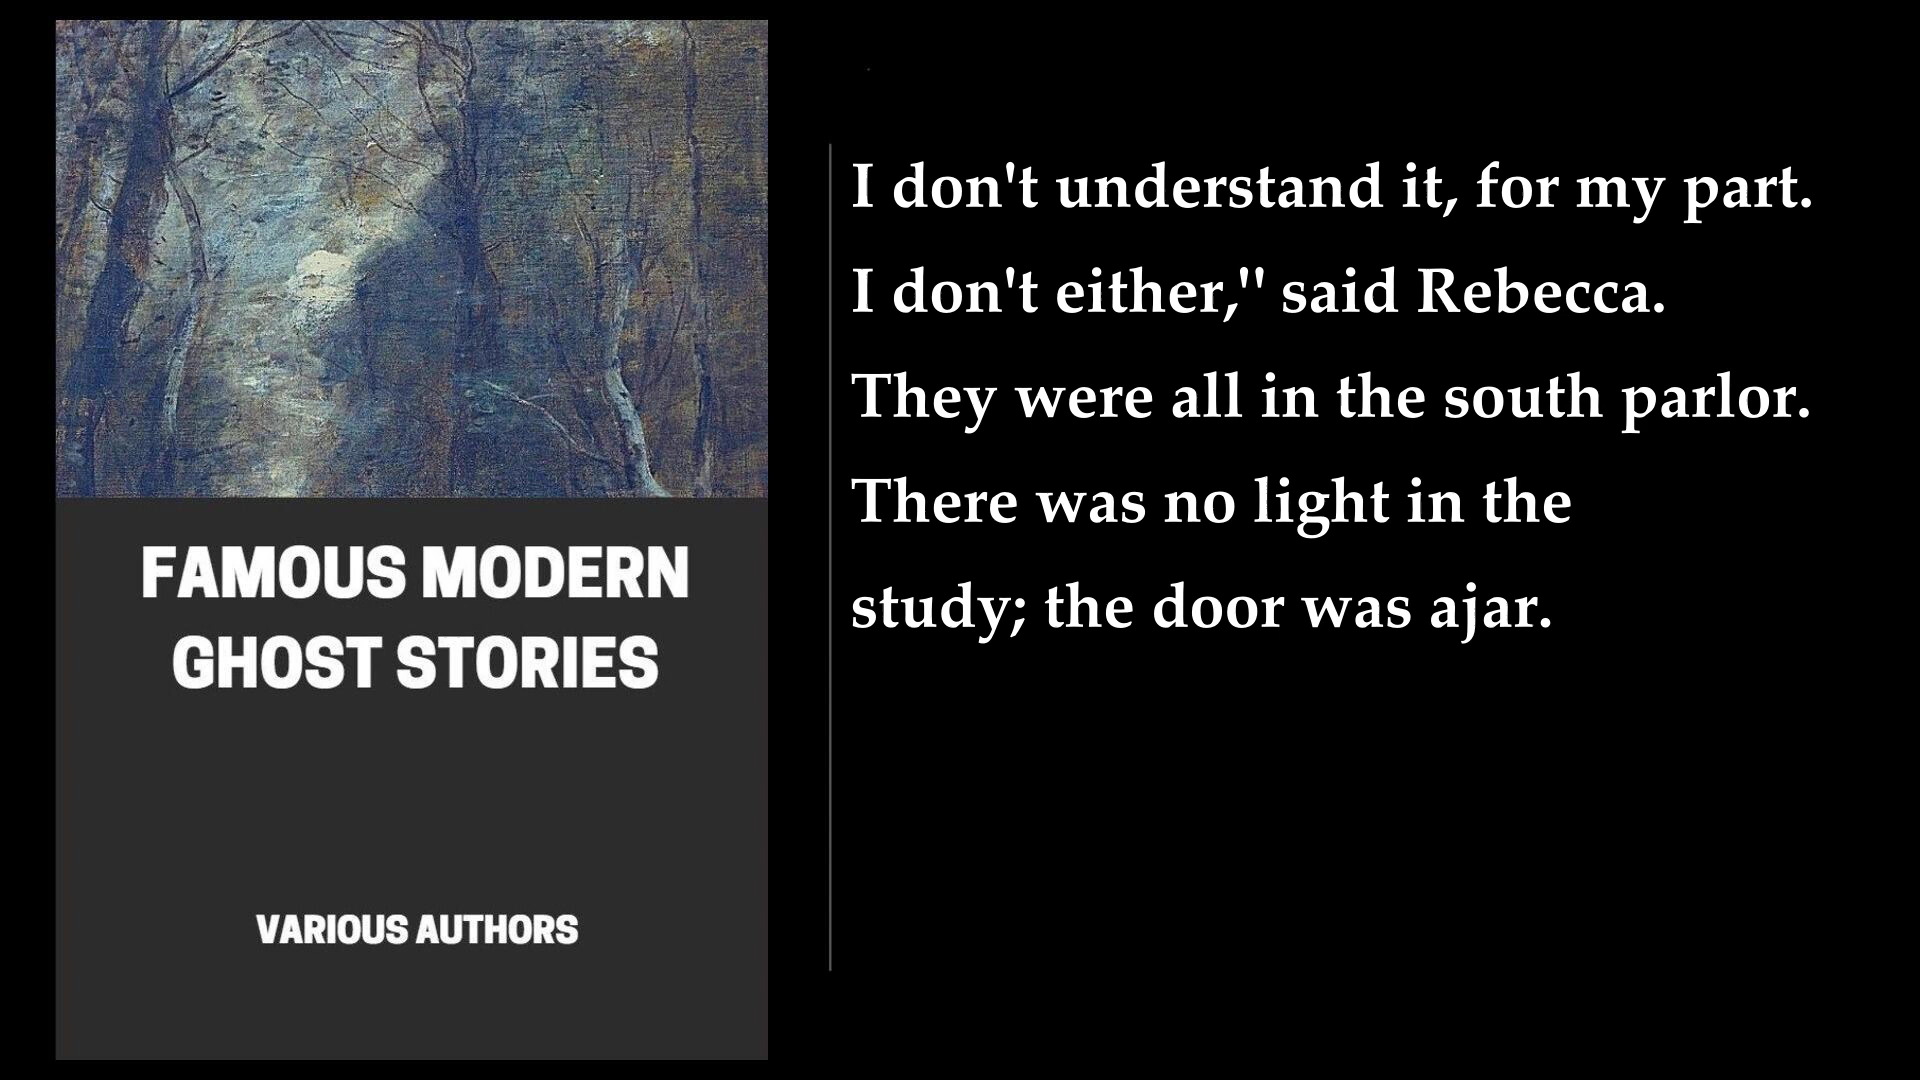 FAMOUS MODERN
GHOST STORIES
VARIOUS AUTHORS
I don't understand it, for my part.
I don't either," said Rebecca.
They were all in the south parlor.
There was no light in the
study; the door was ajar.